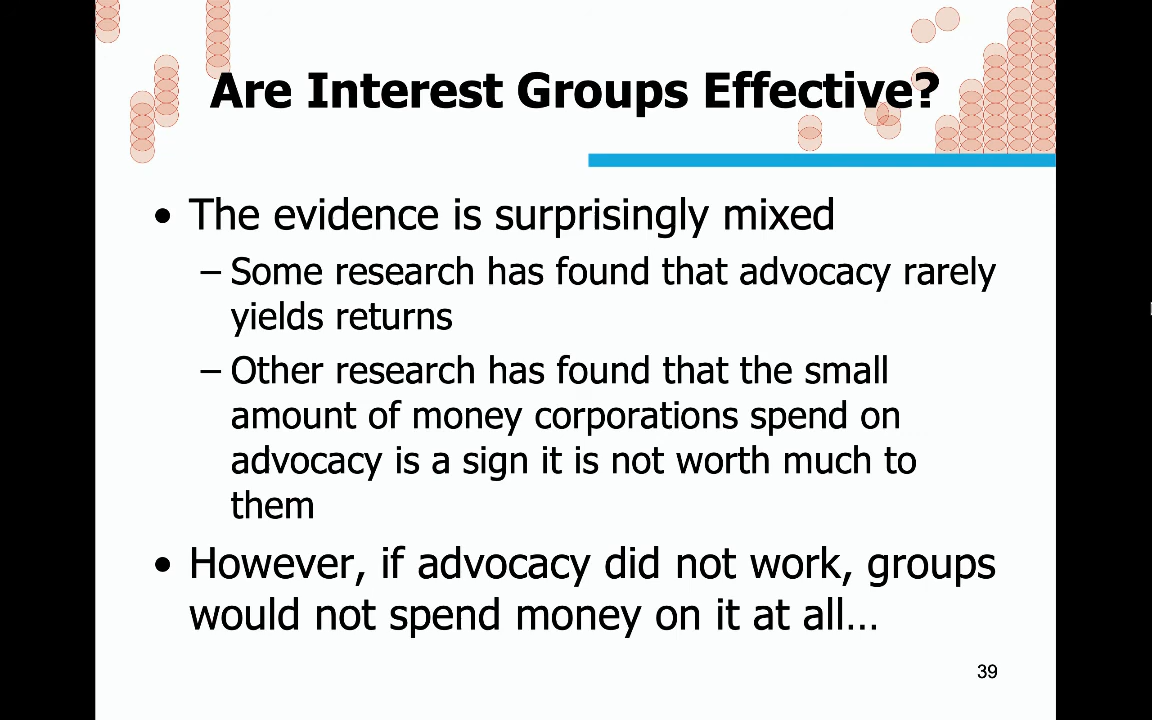 Are Interest Groups Effective?
• The evidence is surprisingly mixed
– Some research has found that advocacy rarely
yields returns
– Other research has found that the small
amount of money corporations spend on
advocacy is a sign it is not worth much to
them
• However, if advocacy did not work, groups
would not spend money on it at all…
39